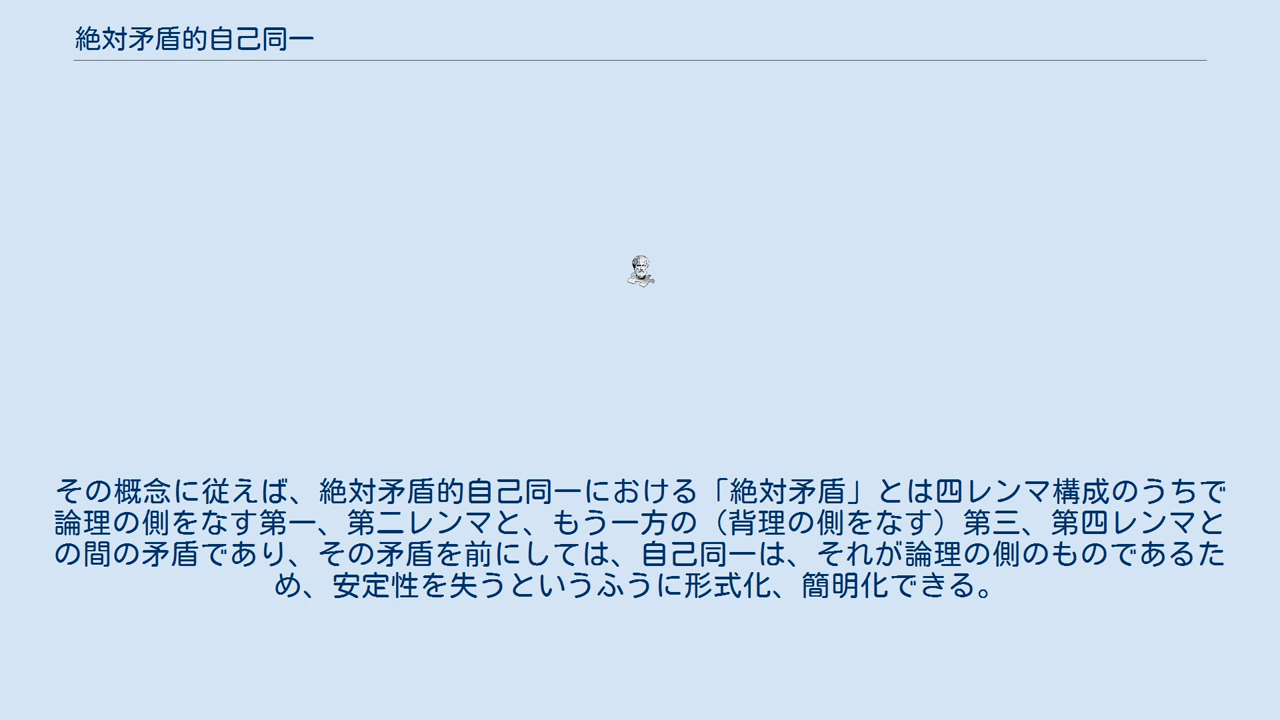 絶対矛盾的自己同一
その概念に従えば、絶対矛盾的自己同一における「絶対矛盾」とは四レンマ構成のうちで
論理の側をなす第一、第二レンマと、もう一方の（背理の側をなす）第三、第四レンマと
の間の矛盾であり、その矛盾を前にしては、自己同一は、それが論理の側のものであるた
め、安定性を失うというふうに形式化、簡明化できる。